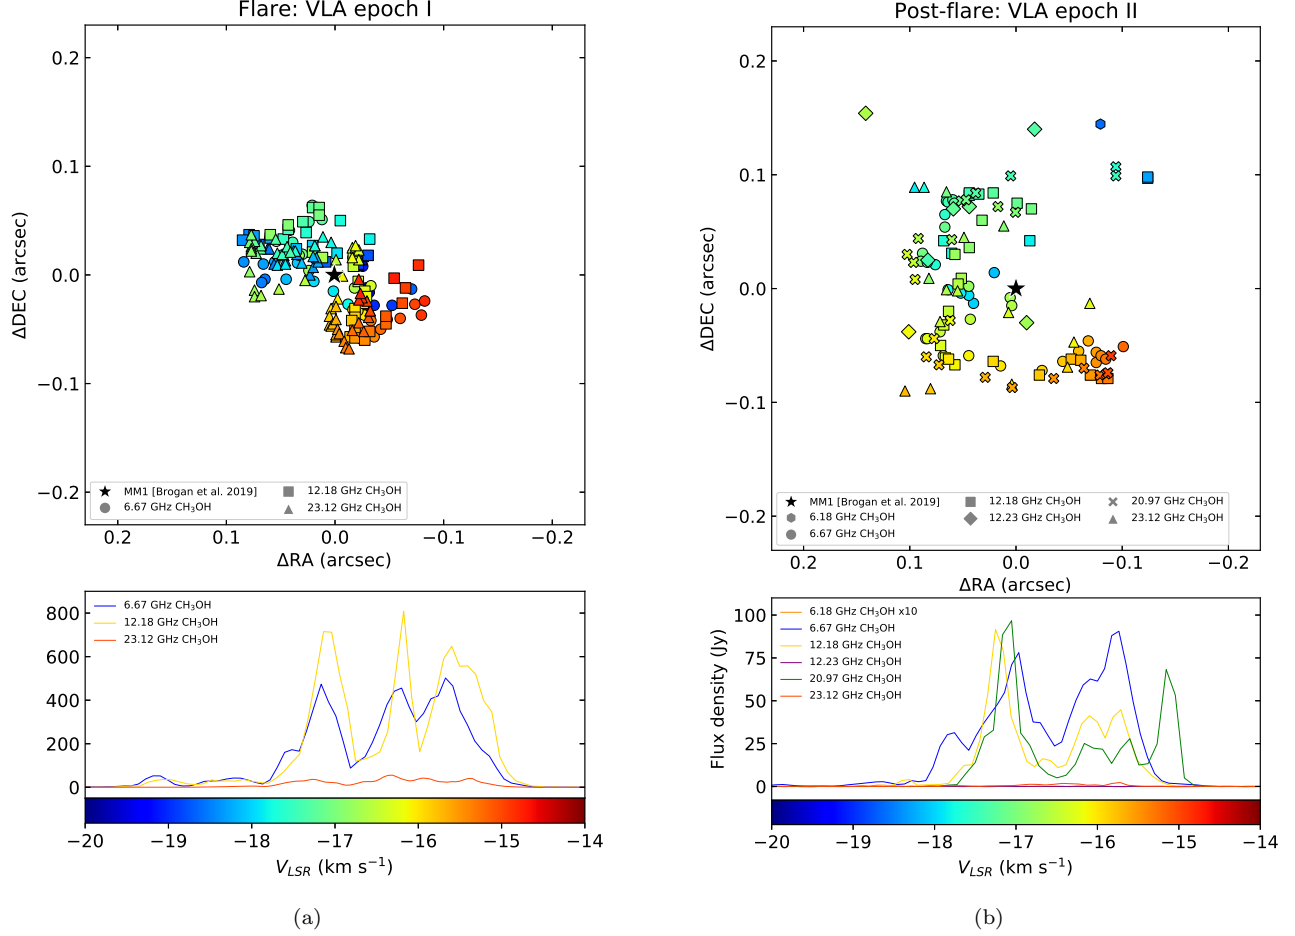 Flare: VLA epoch I
ΔDEC (arcsec)
0.2
0.1
0.0
−0.1
−0.2
MM1 [Brogan et al. 2019]
6.67 GHz CH₃OH
12.18 GHz CH₃OH
23.12 GHz CH₃OH
0.2 0.1 0.0 −0.1 −0.2
ΔRA (arcsec)
6.67 GHz CH₃OH
12.18 GHz CH₃OH
23.12 GHz CH₃OH
800
600
400
200
0
−20 −19 −18 −17 −16 −15 −14
V_LSR (km s⁻¹)
(a)
Post-flare: VLA epoch II
ΔDEC (arcsec)
0.2
0.1
0.0
−0.1
−0.2
MM1 [Brogan et al. 2019]
6.18 GHz CH₃OH
6.67 GHz CH₃OH
12.18 GHz CH₃OH
12.23 GHz CH₃OH
20.97 GHz CH₃OH
23.12 GHz CH₃OH
0.2 0.1 0.0 −0.1 −0.2
ΔRA (arcsec)
Flux density (Jy)
100
75
50
25
0
6.18 GHz CH₃OH x10
6.67 GHz CH₃OH
12.18 GHz CH₃OH
12.23 GHz CH₃OH
20.97 GHz CH₃OH
23.12 GHz CH₃OH
−20 −19 −18 −17 −16 −15 −14
V_LSR (km s⁻¹)
(b)